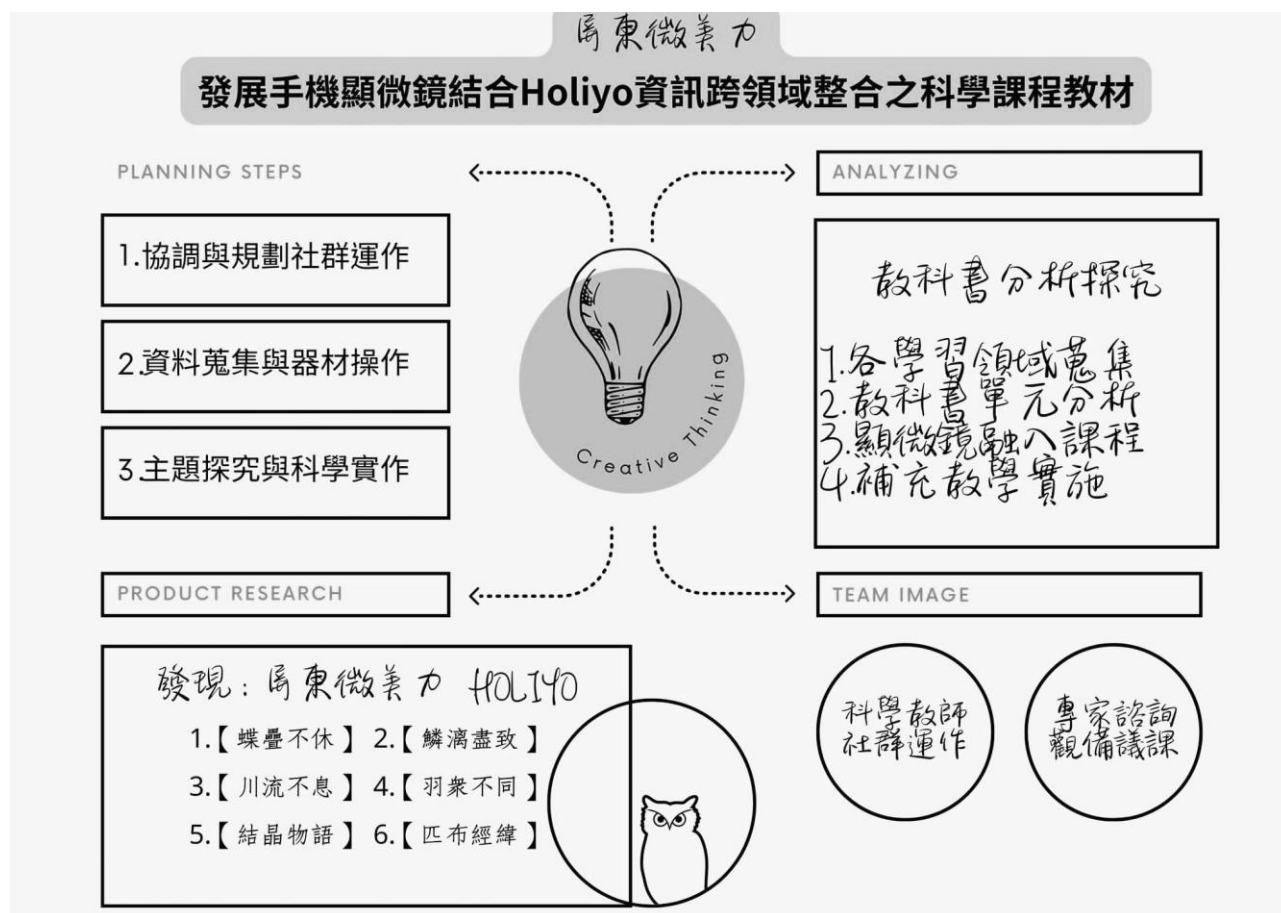 屏東微美力
發展手機顯微鏡結合Holiyo資訊跨領域整合之科學課程教材
PLANNING STEPS
1.協調與規劃社群運作
2.資料蒐集與器材操作
3.主題探究與科學實作
Creative Thinking
ANALYZING
教科書分析探究
1.各學習領域蒐集
2.教科書單元分析
3.顯微鏡融入課程
4.補充教學實施
PRODUCT RESEARCH
發現:屏東微美力 HOLIYO
1.【蝶疊不休】 2.【鱗漓盡致】
3.【川流不息】 4.【羽衆不同】
5.【結晶物語】 6.【匹布經緯】
TEAM IMAGE
科學教師
社群運作
專家諮詢
觀備議課